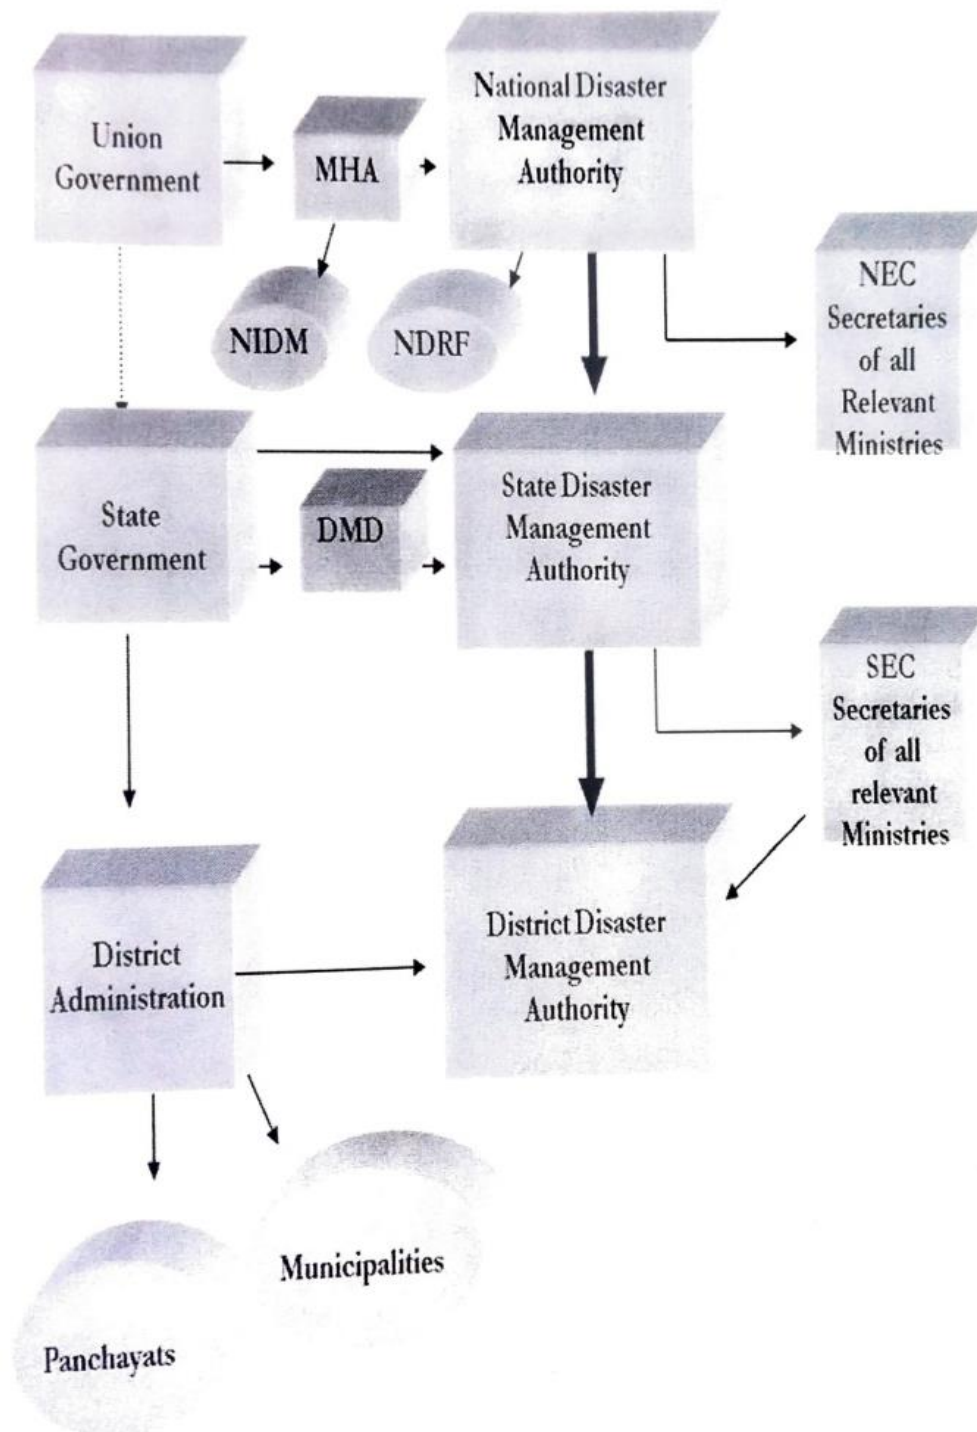 Union
Government
MHA
National Disaster
Management
Authority
NIDM
NDRF
NEC
Secretaries
of all
Relevant
Ministries
State
Government
DMD
State Disaster
Management
Authority
SEC
Secretaries
of all
relevant
Ministries
District
Administration
District Disaster
Management
Authority
Municipalities
Panchayats